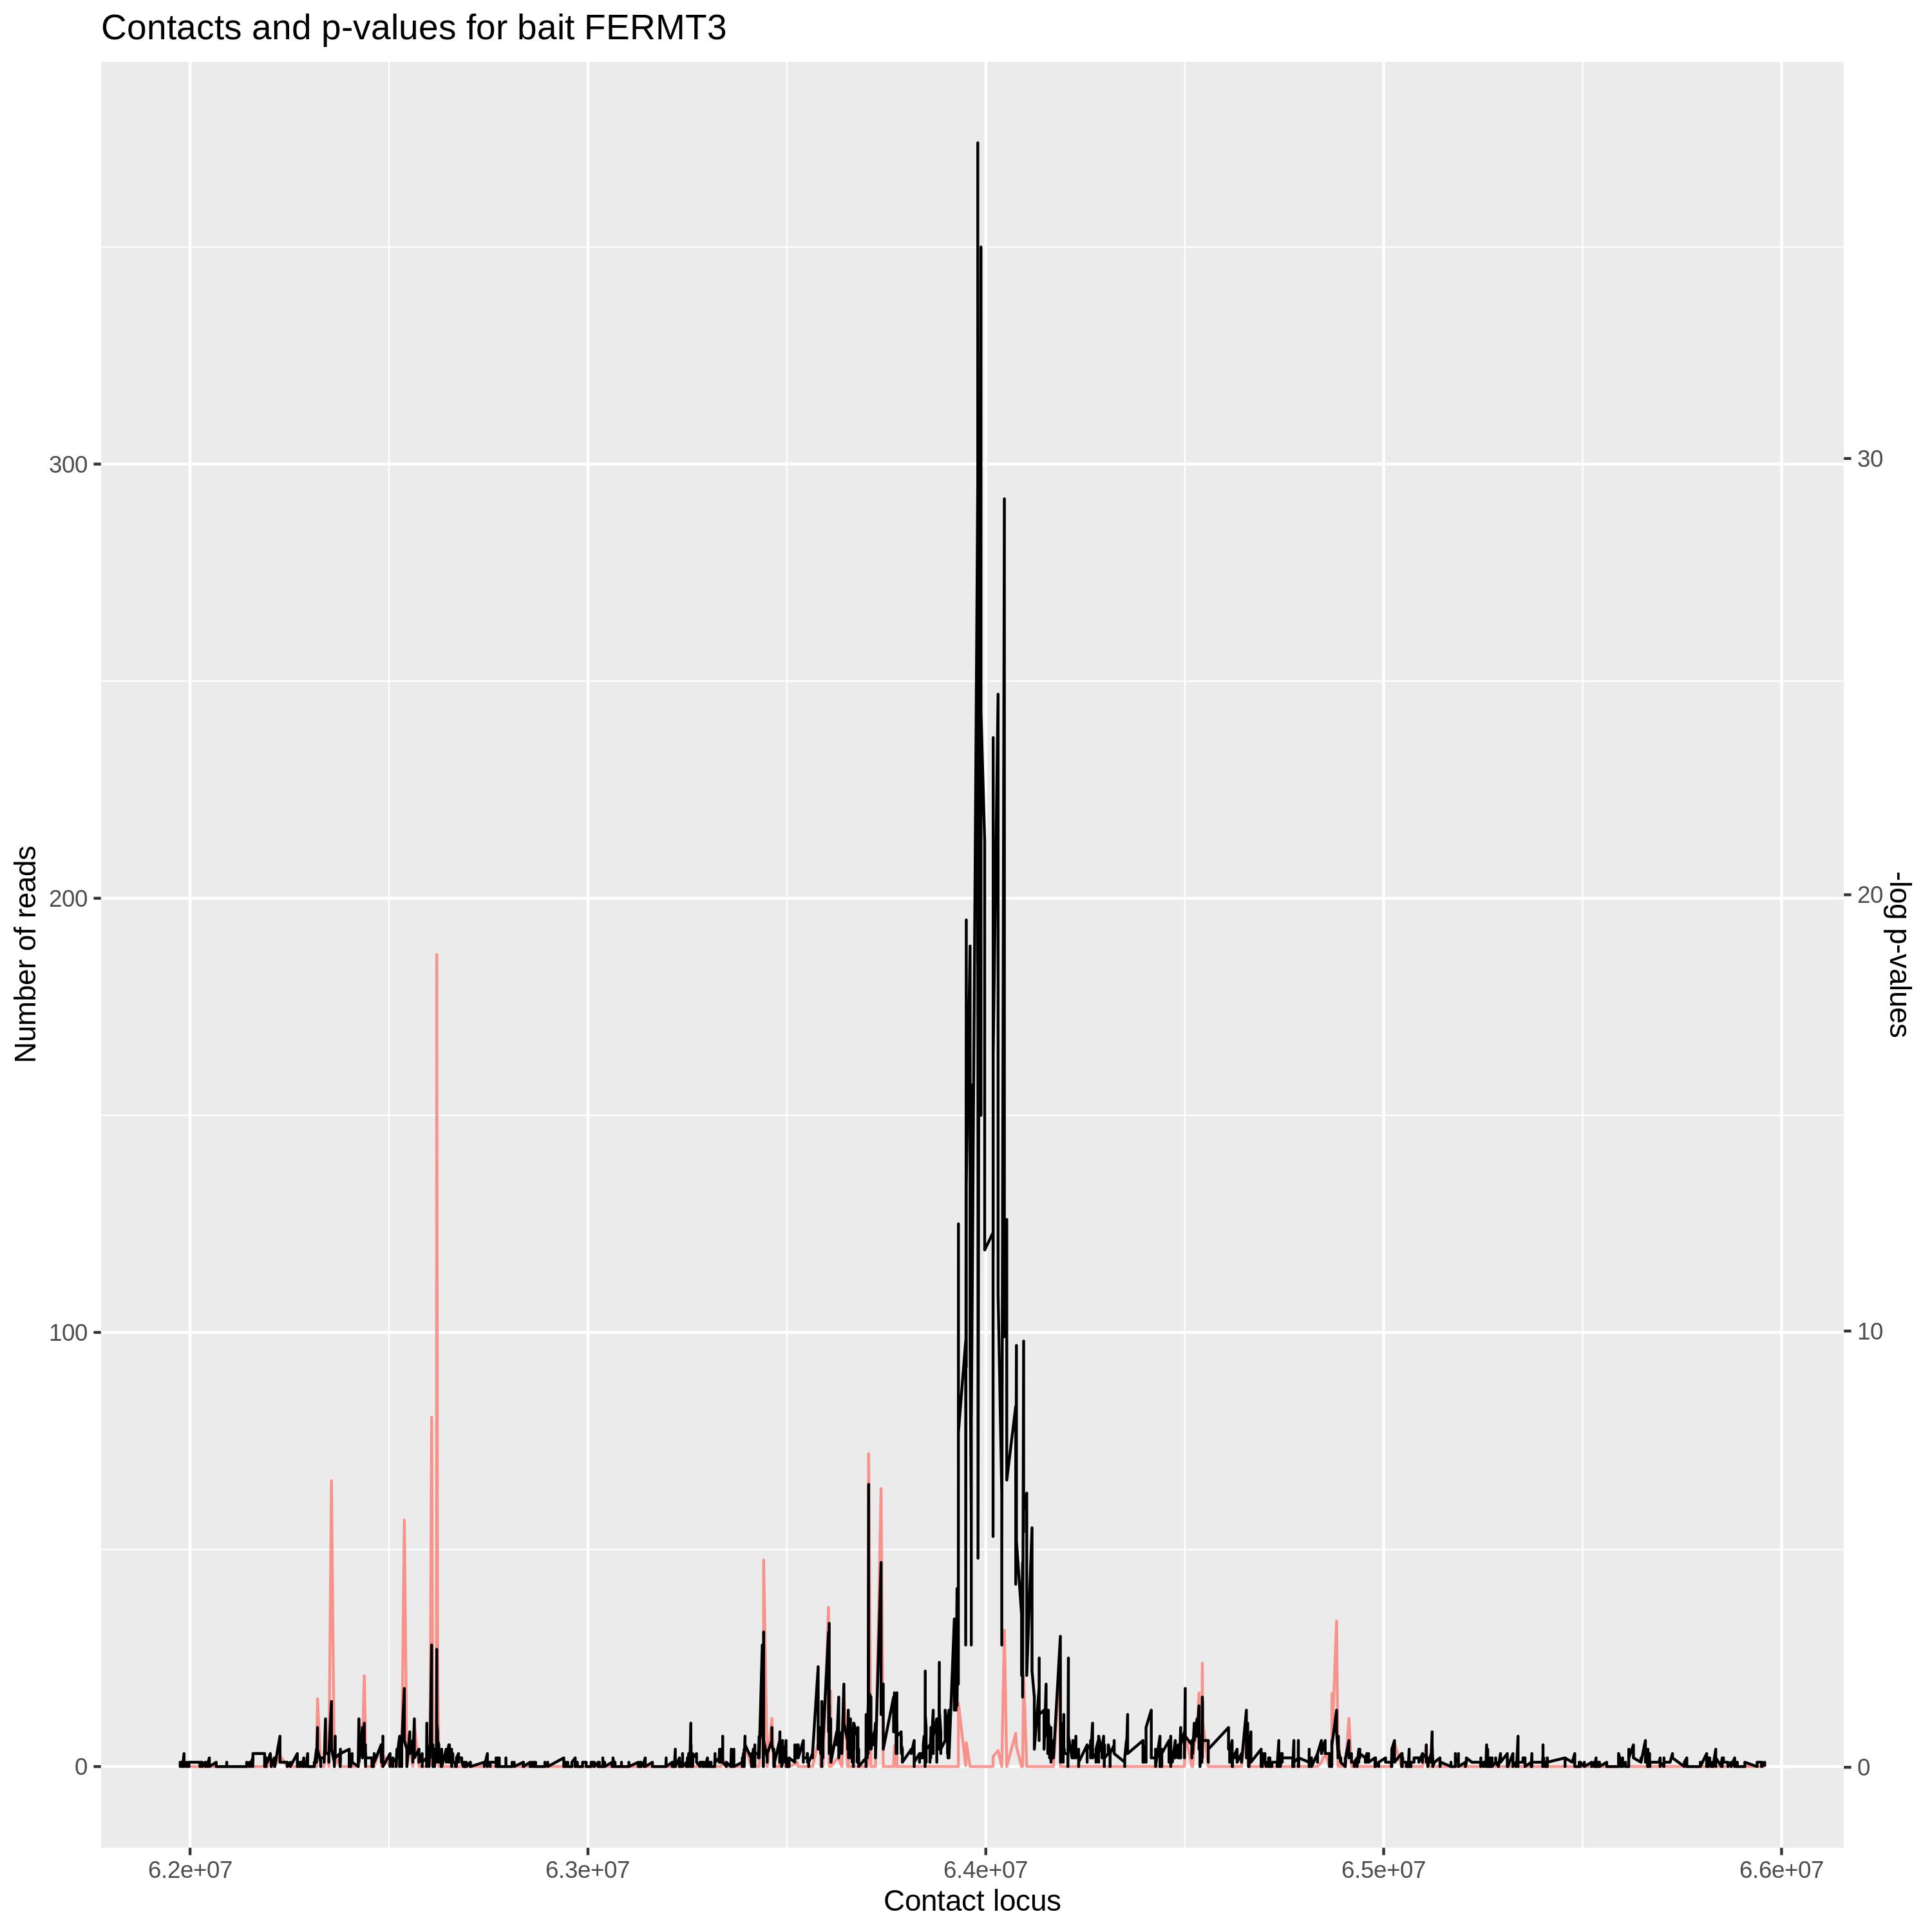 Contacts and p-values for bait FERMT3
Number of reads
300
200
100
0
30
20
10
0
-log p-values
6.2e+07 6.3e+07 6.4e+07 6.5e+07 6.6e+07
Contact locus